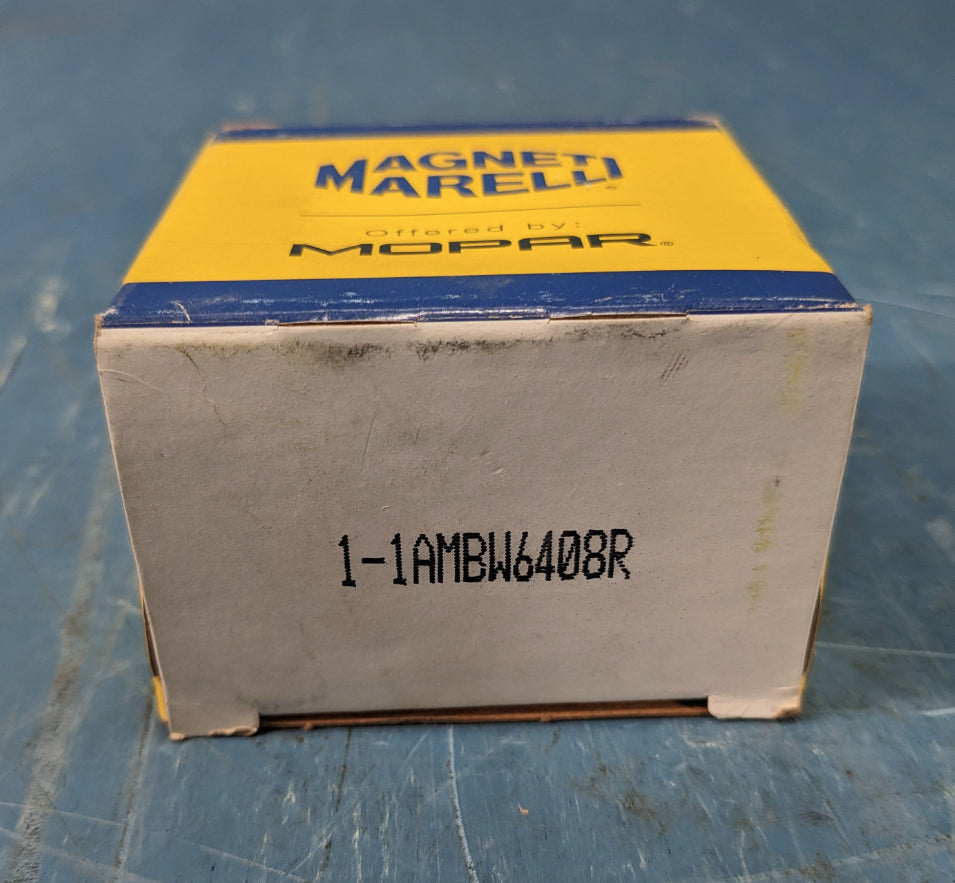 MAGNETI
MARELLI®
Offered by:
MOPAR®
1-1AMBW6408R